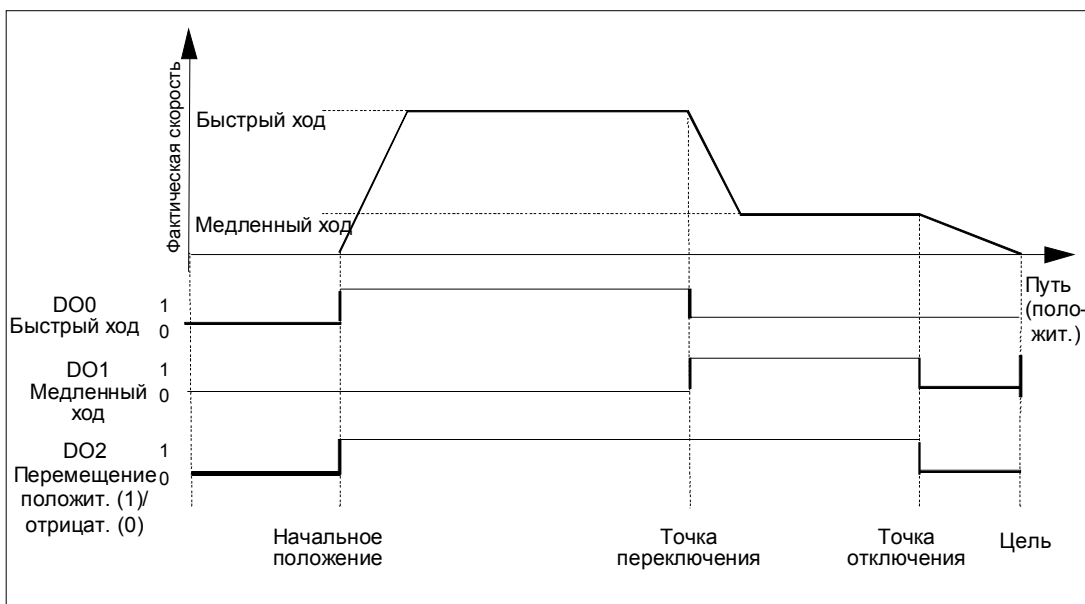 Фактическая скорость
Быстрый ход
Медленный ход
Путь
(поло-
жит.)
DO0
Быстрый ход
1
0
DO1
Медленный
ход
1
0
DO2
Перемещение
положит. (1)/
отрицат. (0)
1
0
Начальное
положение
Точка
переключения
Точка
отключения
Цель